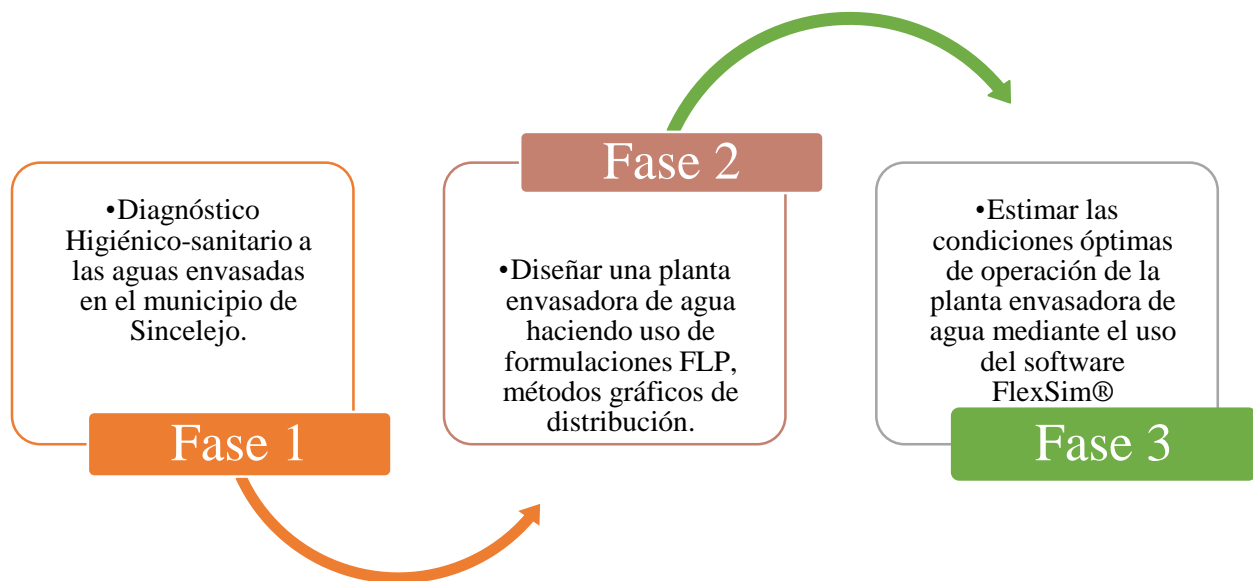 •Diagnóstico
Higiénico-sanitario a
las aguas envasadas
en el municipio de
Sincelejo.
Fase 1
Fase 2
•Diseñar una planta
envasadora de agua
haciendo uso de
formulaciones FLP,
métodos gráficos de
distribución.
•Estimar las
condiciones óptimas
de operación de la
planta envasadora de
agua mediante el uso
del software
FlexSim®
Fase 3